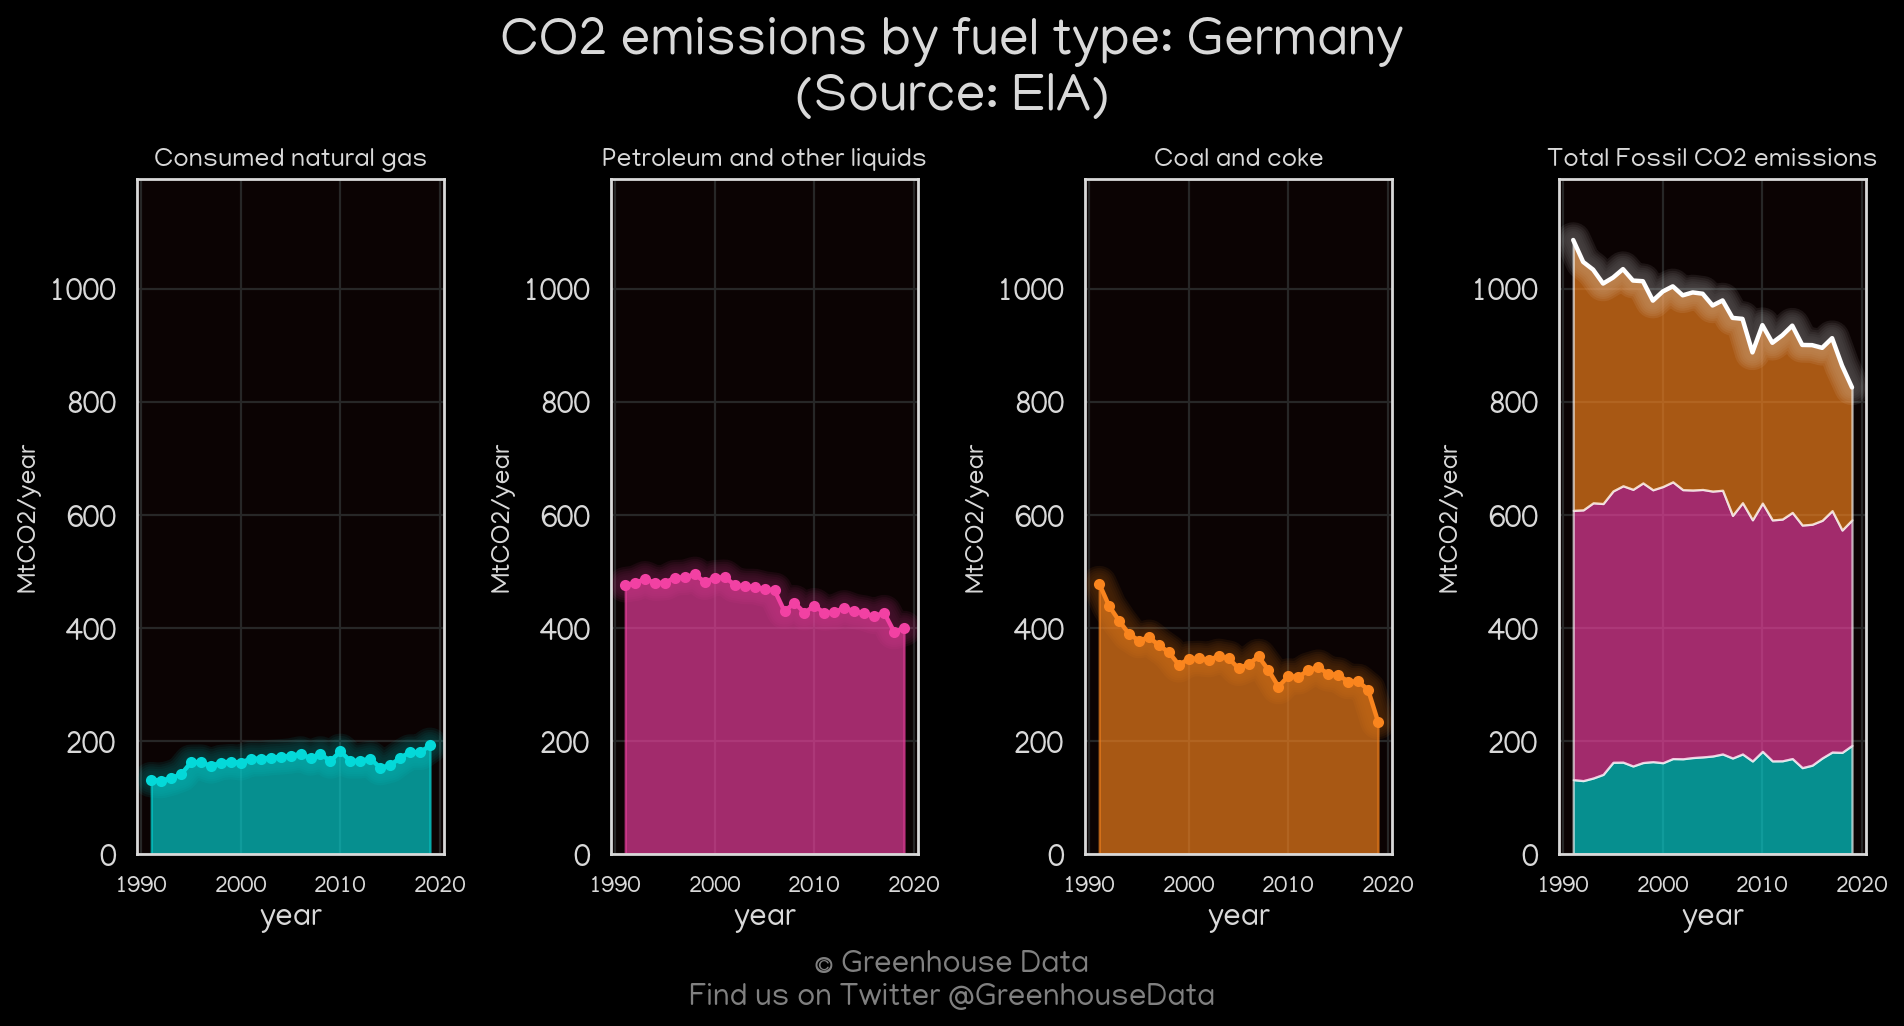 CO2 emissions by fuel type: Germany
(Source: EIA)
Consumed natural gas
MtCO2/year
1000
800
600
400
200
0
1990 2000 2010 2020
year
Petroleum and other liquids
MtCO2/year
1000
800
600
400
200
0
1990 2000 2010 2020
year
Coal and coke
MtCO2/year
1000
800
600
400
200
0
1990 2000 2010 2020
year
Total Fossil CO2 emissions
MtCO2/year
1000
800
600
400
200
0
1990 2000 2010 2020
year
© Greenhouse Data
Find us on Twitter @GreenhouseData